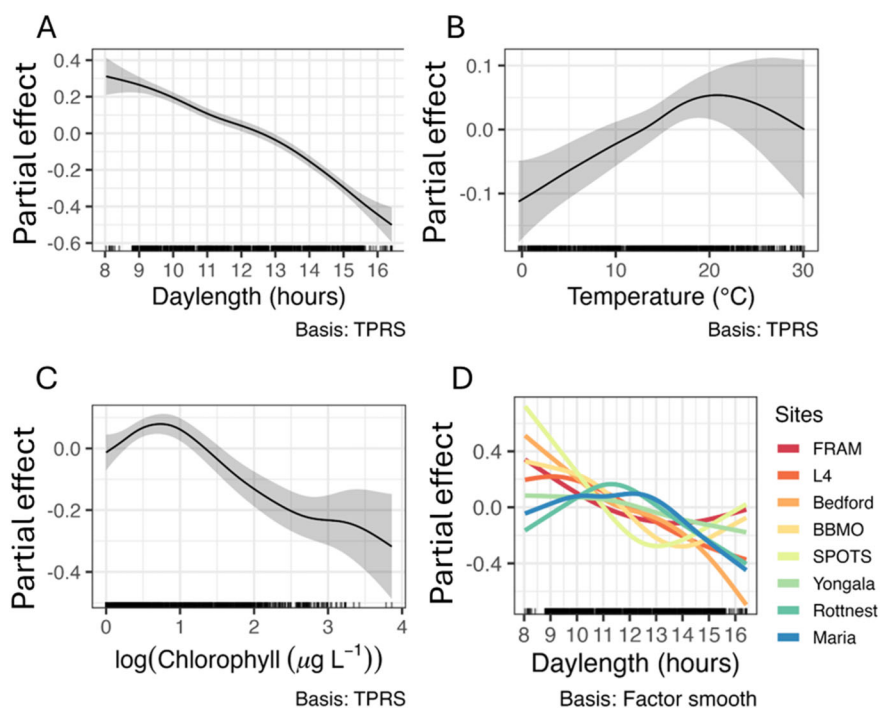 A
Partial effect
0.4
0.2
0.0
-0.2
-0.4
-0.6
8 9 10 11 12 13 14 15 16
Daylength (hours)
Basis: TPRS
B
Partial effect
0.1
0.0
-0.1
0 10 20 30
Temperature (°C)
Basis: TPRS
C
Partial effect
0.0
-0.2
-0.4
0 1 2 3 4
log(Chlorophyll (μg L⁻¹))
Basis: TPRS
D
Partial effect
0.4
0.0
-0.4
8 9 10 11 12 13 14 15 16
Daylength (hours)
Basis: Factor smooth
Sites
FRAM
L4
Bedford
BBMO
SPOTS
Yongala
Rottnest
Maria